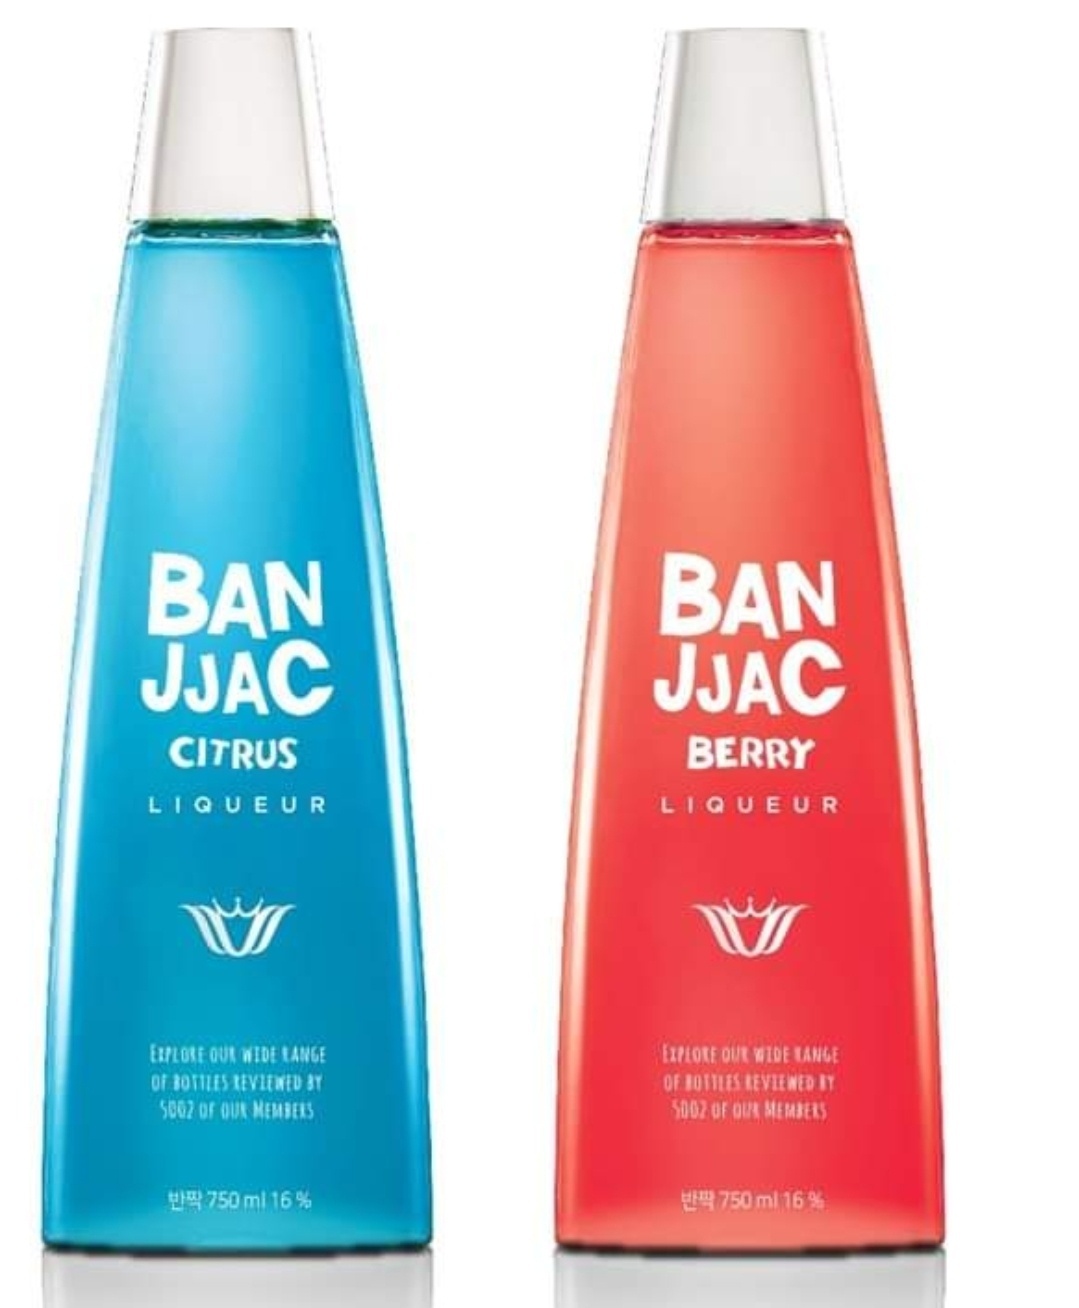 BAN
JJAC
CITRUS
LIQUEUR
EXPLORE OUR WIDE RANGE
OF BOTTLES REVIEWED BY
5002 OF OUR MEMBERS
반짝 750 ml 16 %
BAN
JJAC
BERRY
LIQUEUR
EXPLORE OUR WIDE RANGE
OF BOTTLES REVIEWED BY
5002 OF OUR MEMBERS
반짝 750 ml 16 %